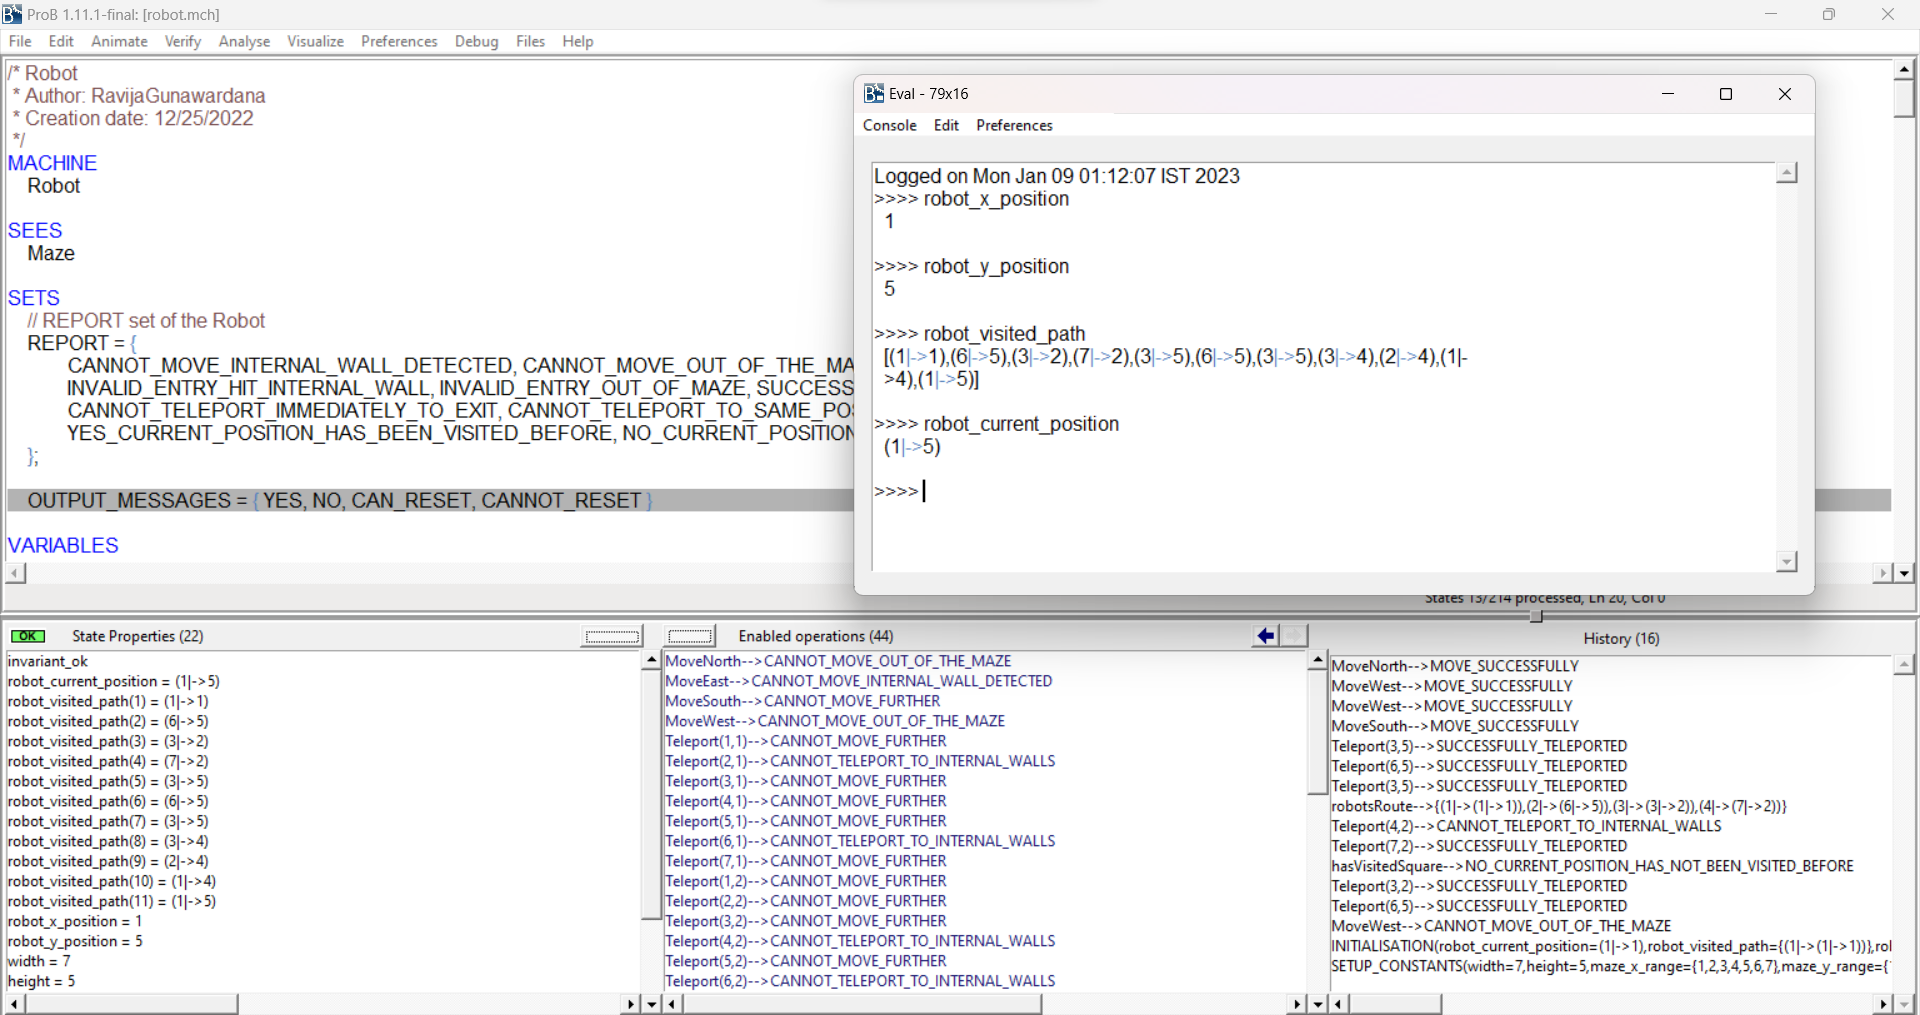 ProB 1.11.1-final: [robot.mch]
File Edit Animate Verify Analyse Visualize Preferences Debug Files Help
/* Robot
* Author: RavijaGunawardana
* Creation date: 12/25/2022
*/
MACHINE
Robot
SEES
Maze
SETS
// REPORT set of the Robot
REPORT = {
CANNOT_MOVE_INTERNAL_WALL_DETECTED, CANNOT_MOVE_OUT_OF_THE_MA
INVALID_ENTRY_HIT_INTERNAL_WALL, INVALID_ENTRY_OUT_OF_MAZE, SUCCESS
CANNOT_TELEPORT_IMMEDIATELY_TO_EXIT, CANNOT_TELEPORT_TO_SAME_PO
YES_CURRENT_POSITION_HAS_BEEN_VISITED_BEFORE, NO_CURRENT_POSITION
};
OUTPUT_MESSAGES = { YES, NO, CAN_RESET, CANNOT_RESET }
VARIABLES
Eval - 79x16
Console Edit Preferences
Logged on Mon Jan 09 01:12:07 IST 2023
>>>> robot_x_position
1
>>>> robot_y_position
5
>>>> robot_visited_path
[(1|->1),(6|->5),(3|->2),(7|->2),(3|->5),(6|->5),(3|->5),(3|->4),(2|->4),(1|-
>4),(1|->5)]
>>>> robot_current_position
(1|->5)
>>>>
States 13/214 processed, Ln 20, Col 0
OK State Properties (22)
invariant_ok
robot_current_position = (1|->5)
robot_visited_path(1) = (1|->1)
robot_visited_path(2) = (6|->5)
robot_visited_path(3) = (3|->2)
robot_visited_path(4) = (7|->2)
robot_visited_path(5) = (3|->5)
robot_visited_path(6) = (6|->5)
robot_visited_path(7) = (3|->5)
robot_visited_path(8) = (3|->4)
robot_visited_path(9) = (2|->4)
robot_visited_path(10) = (1|->4)
robot_visited_path(11) = (1|->5)
robot_x_position = 1
robot_y_position = 5
width = 7
height = 5
Enabled operations (44)
MoveNorth-->CANNOT_MOVE_OUT_OF_THE_MAZE
MoveEast-->CANNOT_MOVE_INTERNAL_WALL_DETECTED
MoveSouth-->CANNOT_MOVE_FURTHER
MoveWest-->CANNOT_MOVE_OUT_OF_THE_MAZE
Teleport(1,1)-->CANNOT_MOVE_FURTHER
Teleport(2,1)-->CANNOT_TELEPORT_TO_INTERNAL_WALLS
Teleport(3,1)-->CANNOT_MOVE_FURTHER
Teleport(4,1)-->CANNOT_MOVE_FURTHER
Teleport(5,1)-->CANNOT_MOVE_FURTHER
Teleport(6,1)-->CANNOT_TELEPORT_TO_INTERNAL_WALLS
Teleport(7,1)-->CANNOT_MOVE_FURTHER
Teleport(1,2)-->CANNOT_MOVE_FURTHER
Teleport(2,2)-->CANNOT_MOVE_FURTHER
Teleport(3,2)-->CANNOT_MOVE_FURTHER
Teleport(4,2)-->CANNOT_TELEPORT_TO_INTERNAL_WALLS
Teleport(5,2)-->CANNOT_MOVE_FURTHER
Teleport(6,2)-->CANNOT_TELEPORT_TO_INTERNAL_WALLS
History (16)
MoveNorth-->MOVE_SUCCESSFULLY
MoveWest-->MOVE_SUCCESSFULLY
MoveWest-->MOVE_SUCCESSFULLY
MoveSouth-->MOVE_SUCCESSFULLY
Teleport(3,5)-->SUCCESSFULLY_TELEPORTED
Teleport(6,5)-->SUCCESSFULLY_TELEPORTED
Teleport(3,5)-->SUCCESSFULLY_TELEPORTED
robotsRoute-->{(1|->(1|->1)),(2|->(6|->5)),(3|->(3|->2)),(4|->(7|->2))}
Teleport(4,2)-->CANNOT_TELEPORT_TO_INTERNAL_WALLS
Teleport(7,2)-->SUCCESSFULLY_TELEPORTED
hasVisitedSquare-->NO_CURRENT_POSITION_HAS_NOT_BEEN_VISITED_BEFORE
Teleport(3,2)-->SUCCESSFULLY_TELEPORTED
Teleport(6,5)-->SUCCESSFULLY_TELEPORTED
MoveWest-->CANNOT_MOVE_OUT_OF_THE_MAZE
INITIALISATION(robot_current_position=(1|->1),robot_visited_path={(1|->(1|->1))},rol
SETUP_CONSTANTS(width=7,height=5,maze_x_range={1,2,3,4,5,6,7},maze_y_range={